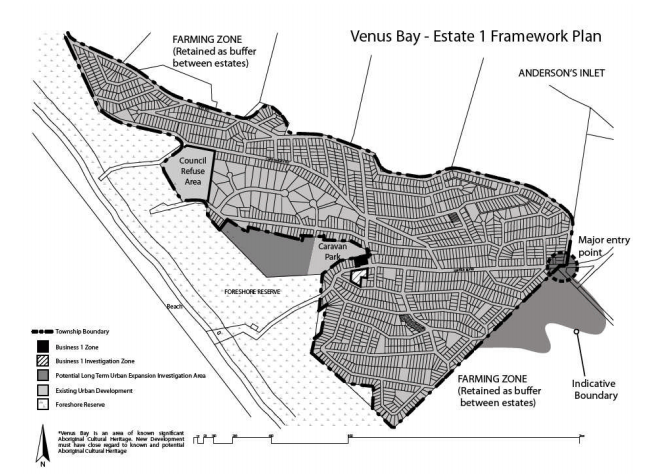 Venus Bay - Estate 1 Framework Plan
FARMING ZONE
(Retained as buffer
between estates)
ANDERSON'S INLET
Council
Refuse
Area
Major entry
point
Caravan
Park
FORESHORE RESERVE
Beach
Township Boundary
Business 1 Zone
Business 1 Investigation Zone
Potential Long Term Urban Expansion Investigation Area
Existing Urban Development
Foreshore Reserve
FARMING ZONE
(Retained as buffer
between estates)
Indicative
Boundary
*Venus Bay is an area of known significant
Aboriginal Cultural Heritage. New Development
must have close regard to known and potential
Aboriginal Cultural Heritage
N